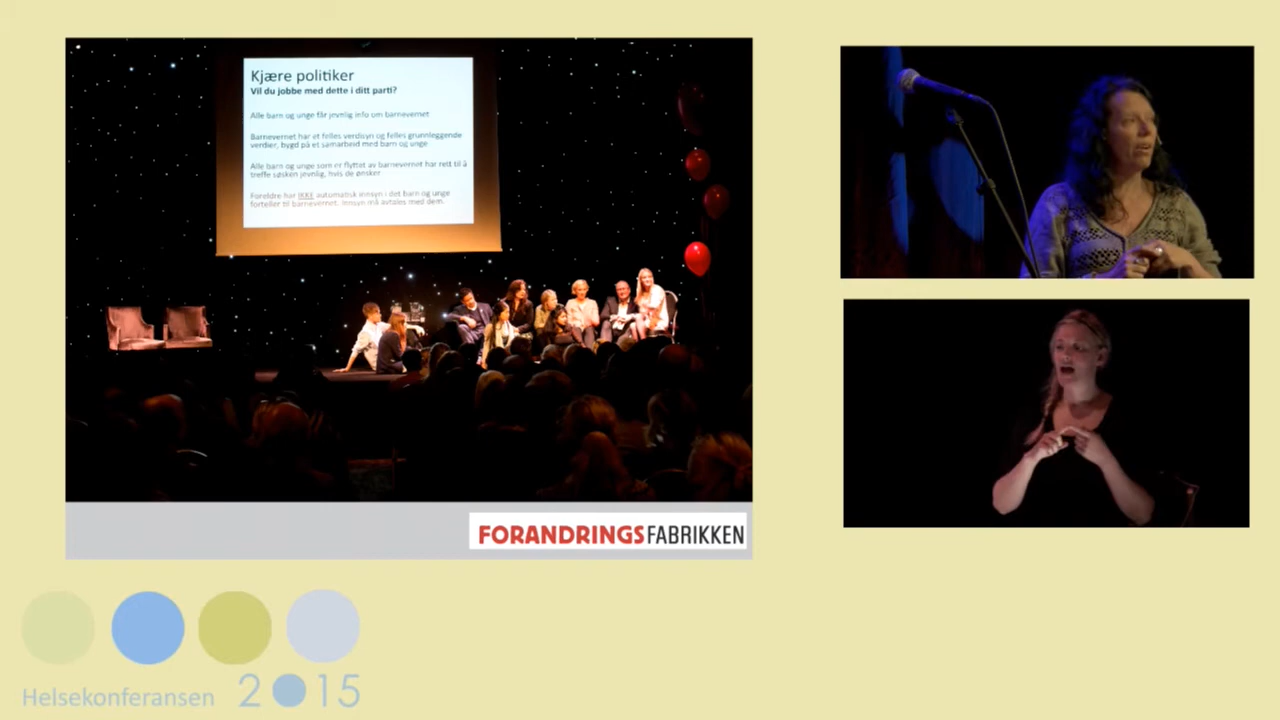 Kjære politiker
Vil du jobbe med dette i ditt parti?
Alle barn og unge får jevnlig info om barnevernet
Barnevernet har et felles verdisyn og felles grunnleggende
verdier, bygd på et samarbeid med barn og unge
Alle barn og unge som er flyttet av barnevernet har rett til å
treffe søsken jevnlig, hvis de ønsker
Foreldre har IKKE automatisk innsyn i det barn og unge
forteller til barnevernet. Innsyn må avtales med dem.
FORANDRINGSFABRIKKEN
Helsekonferansen 2015